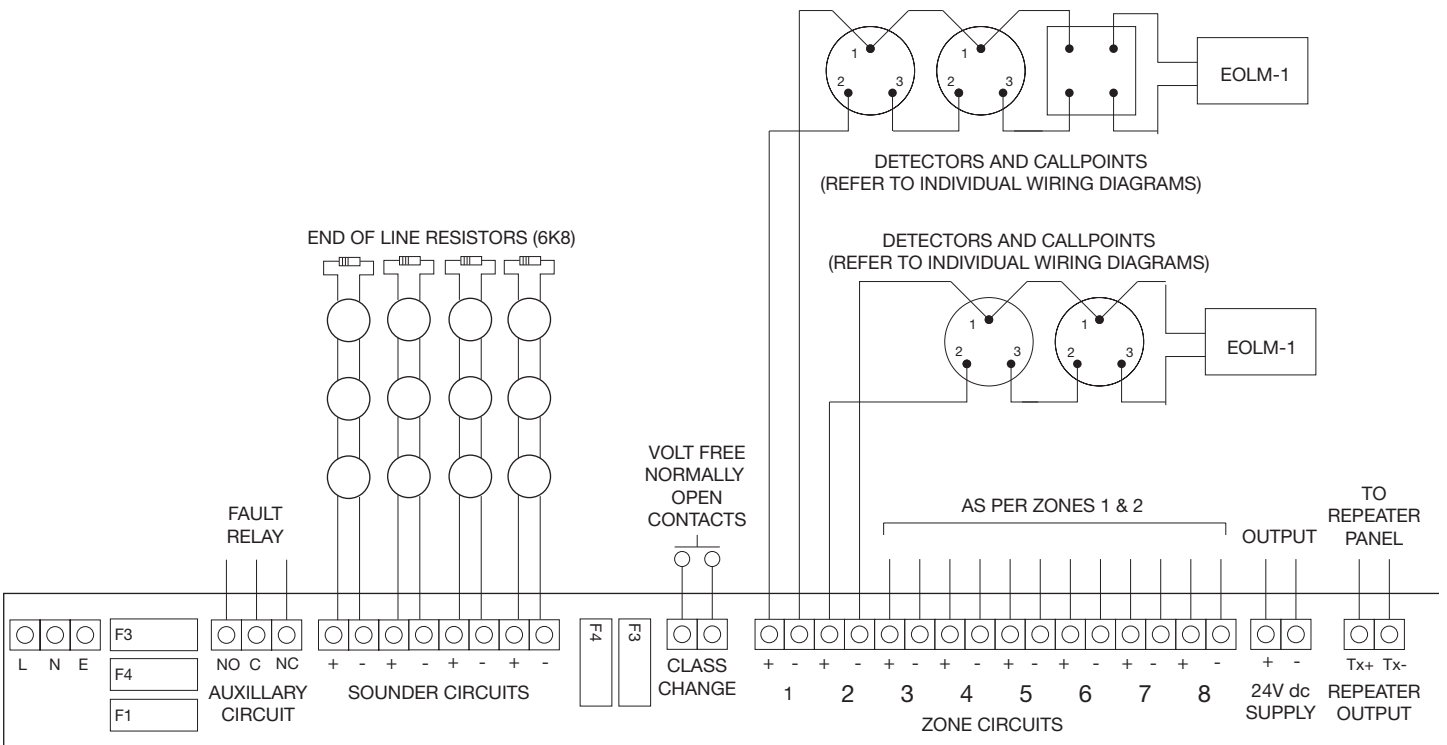 1
2
3
1
2
3
EOLM-1
DETECTORS AND CALLPOINTS
(REFER TO INDIVIDUAL WIRING DIAGRAMS)
END OF LINE RESISTORS (6K8)
DETECTORS AND CALLPOINTS
(REFER TO INDIVIDUAL WIRING DIAGRAMS)
1
2
3
1
2
3
EOLM-1
VOLT FREE
NORMALLY
OPEN
CONTACTS
FAULT
RELAY
AS PER ZONES 1 & 2
OUTPUT
TO
REPEATER
PANEL
L N E
F3
F4
F1
NO C NC
AUXILLARY
CIRCUIT
+ - + - + - + -
SOUNDER CIRCUITS
F4
F3
CLASS
CHANGE
+ - + - + - + - + - + - + - + -
1 2 3 4 5 6 7 8
ZONE CIRCUITS
+ -
24V dc
SUPPLY
Tx+ Tx-
REPEATER
OUTPUT